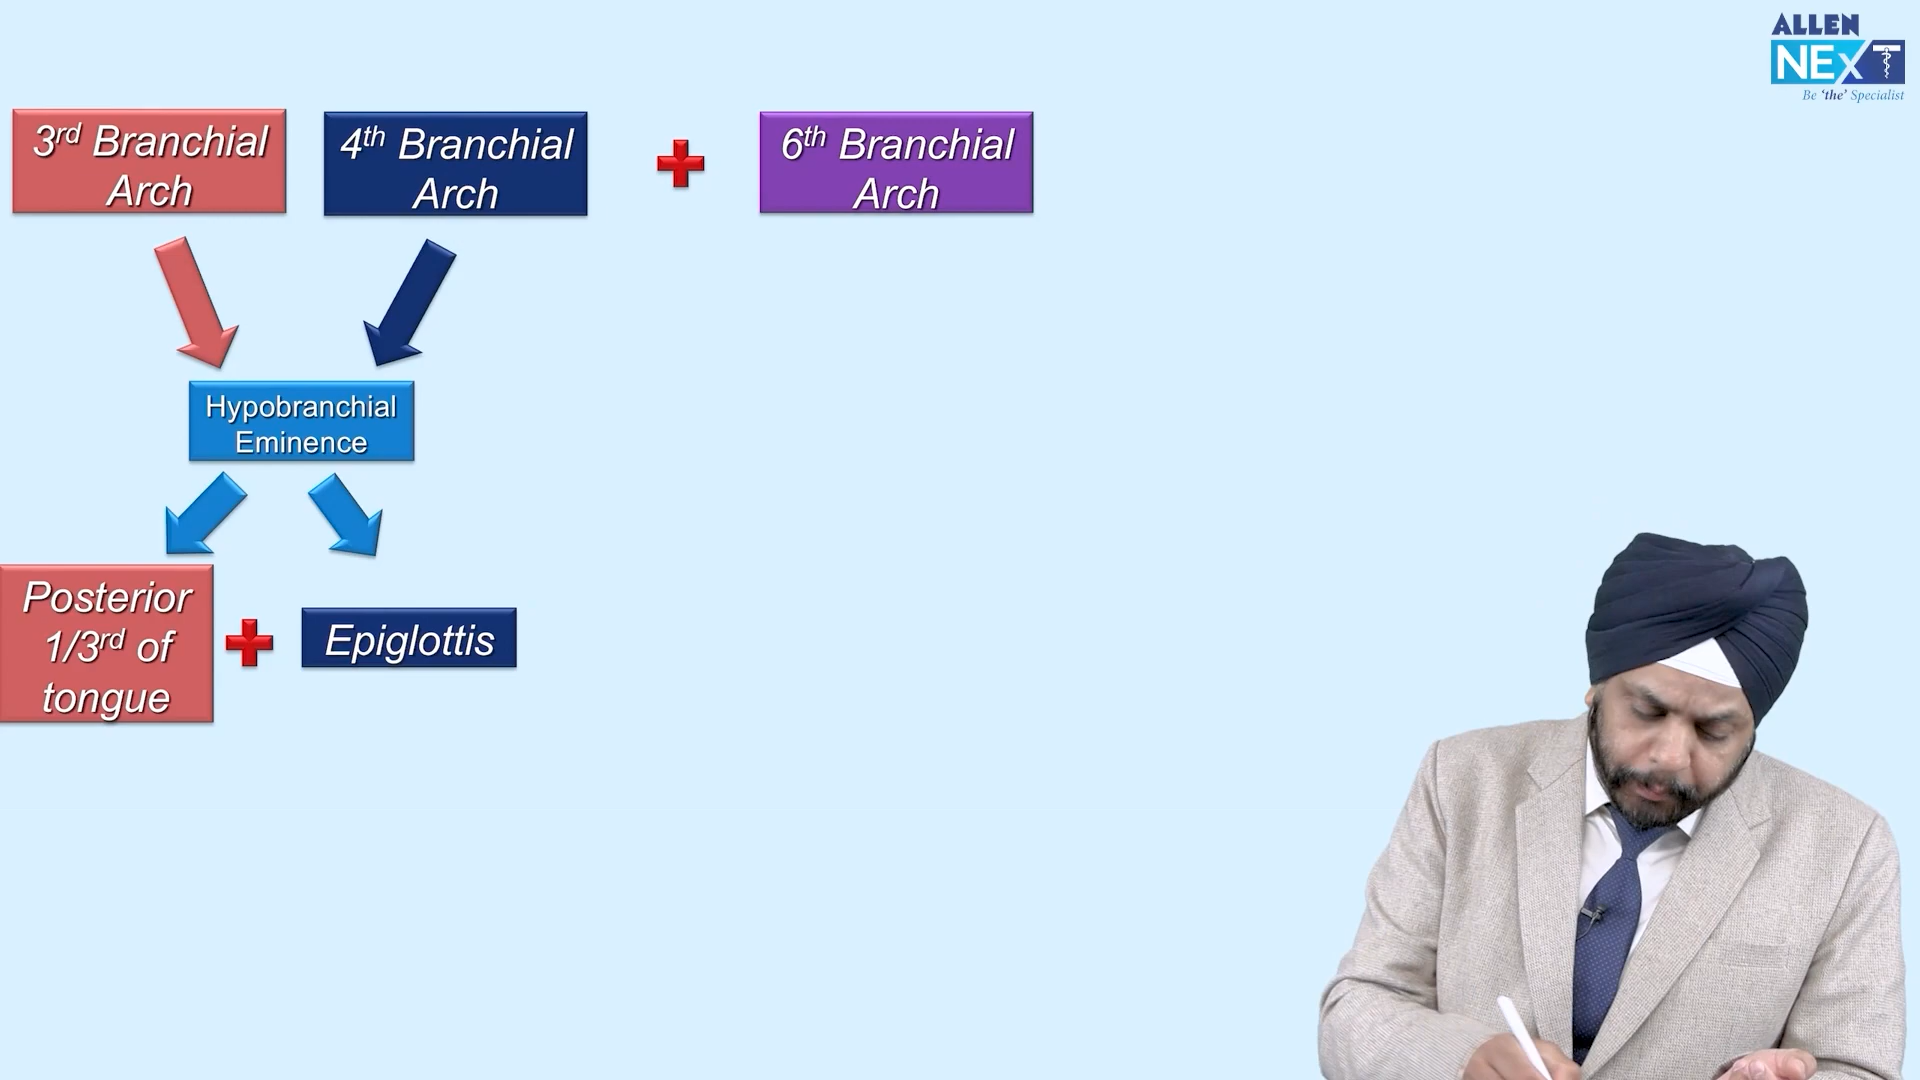 ALLEN
NEXT
Be 'the' Specialist
3rd Branchial
Arch
4th Branchial
Arch
6th Branchial
Arch
Hypobranchial
Eminence
Posterior
1/3rd of
tongue
Epiglottis